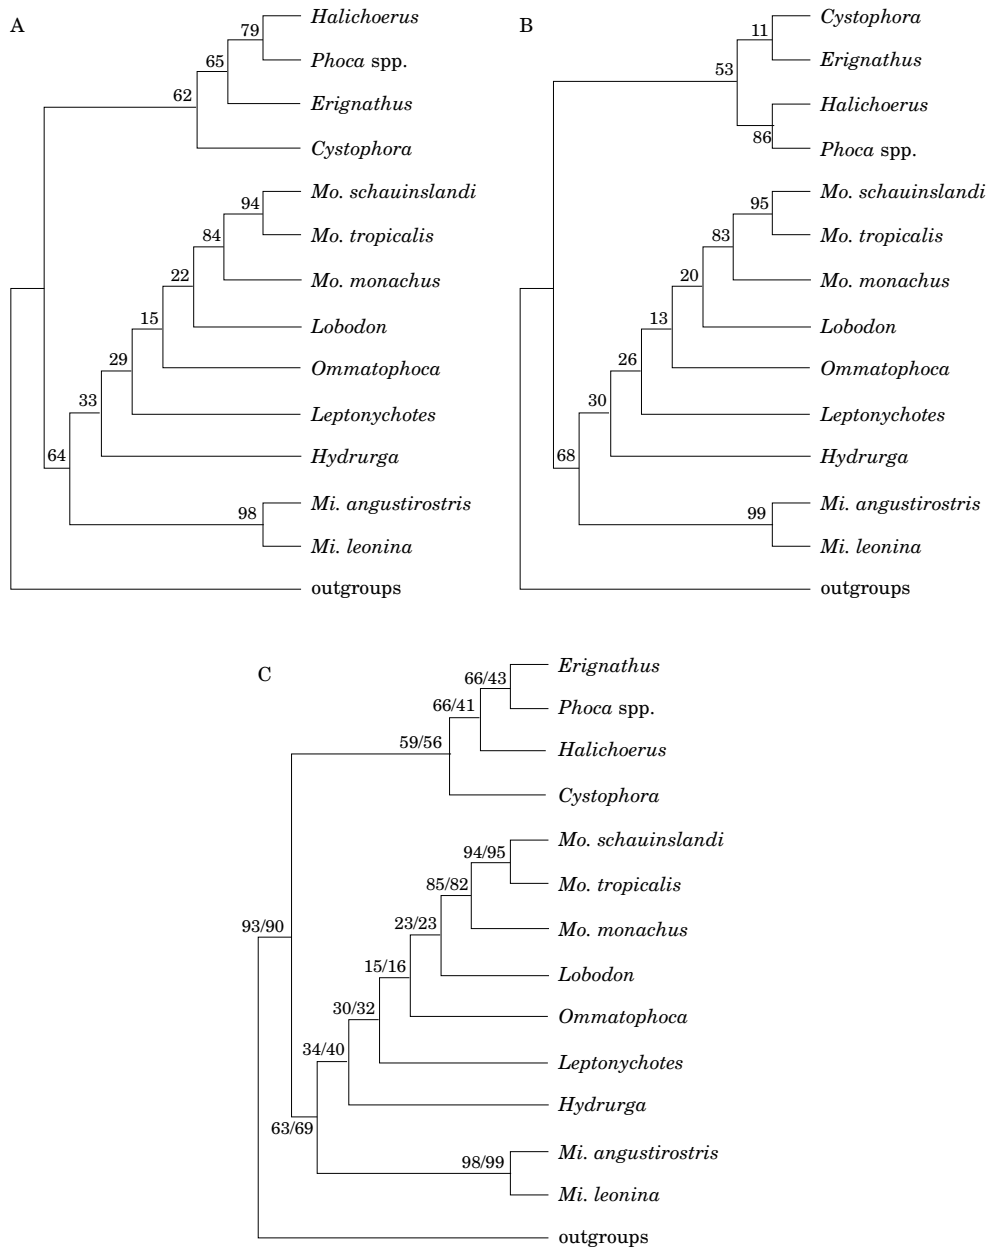 A
Halichoerus
79
Phoca spp.
65
Erignathus
62
Cystophora
Mo. schauinslandi
94
Mo. tropicalis
84
Mo. monachus
22
Lobodon
15
Ommatophoca
29
Leptonychotes
33
Hydrurga
64
Mi. angustirostris
98
Mi. leonina
outgroups
B
Cystophora
11
Erignathus
53
Halichoerus
86
Phoca spp.
Mo. schauinslandi
95
Mo. tropicalis
83
Mo. monachus
20
Lobodon
13
Ommatophoca
26
Leptonychotes
30
Hydrurga
68
Mi. angustirostris
99
Mi. leonina
outgroups
C
Erignathus
66/43
Phoca spp.
66/41
Halichoerus
59/56
Cystophora
Mo. schauinslandi
94/95
Mo. tropicalis
85/82
Mo. monachus
93/90
23/23
Lobodon
15/16
Ommatophoca
30/32
Leptonychotes
34/40
Hydrurga
63/69
Mi. angustirostris
98/99
Mi. leonina
outgroups